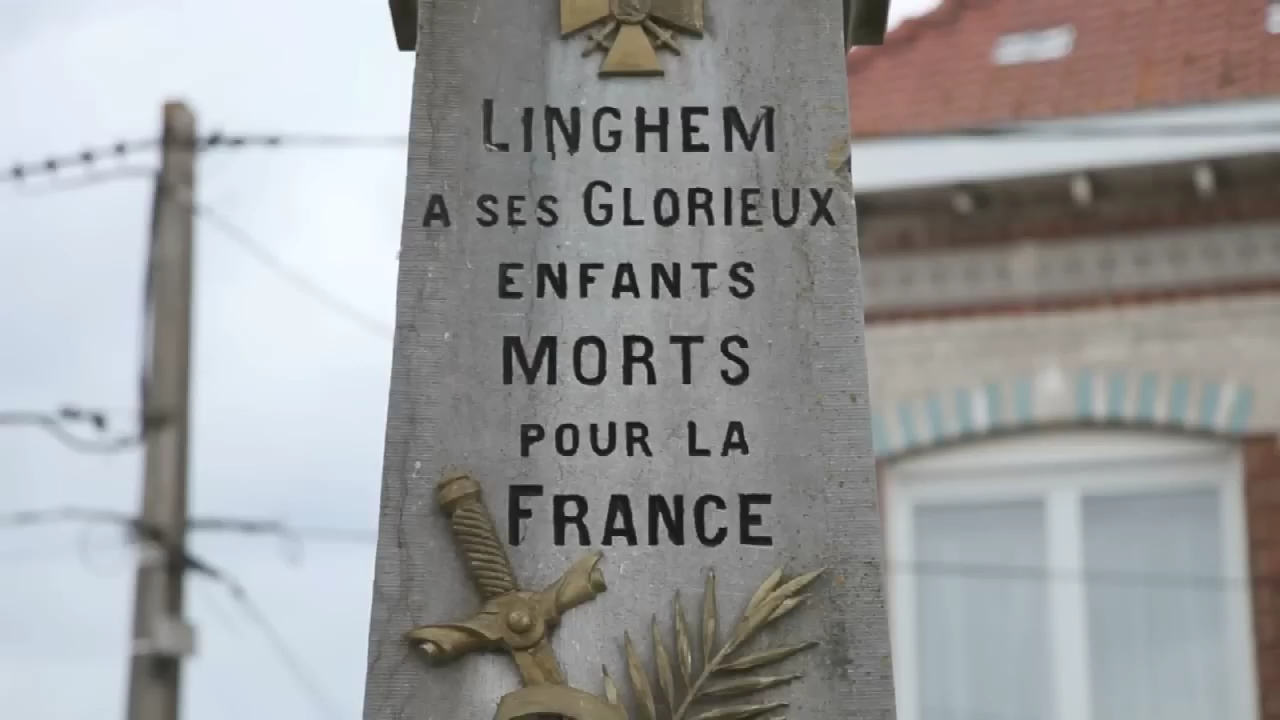 LINGHEM
A SES GLORIEUX
ENFANTS
MORTS
POUR LA
FRANCE